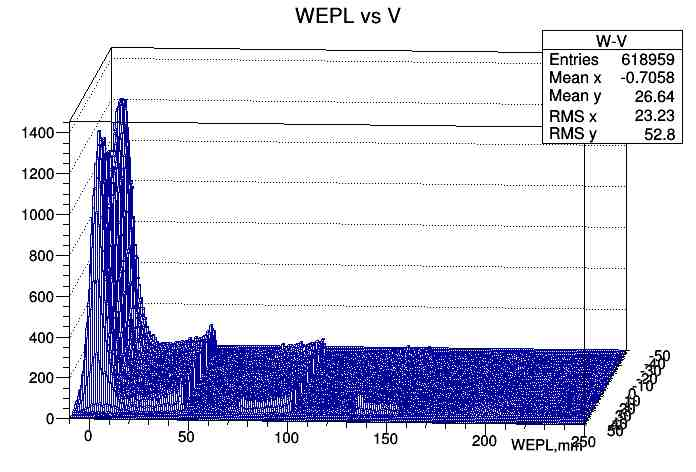 WEPL vs V
W-V
Entries 618959
Mean x -0.7058
Mean y 26.64
RMS x 23.23
RMS y 52.8
1400
1200
1000
800
600
400
200
0
0 50 100 150 200 250
WEPL,mm
-50